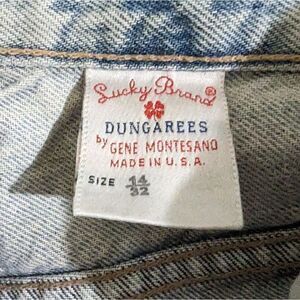 Lucky Brand®
DUNGAREES
by GENE MONTESANO
MADE IN U.S.A.
SIZE 14
32